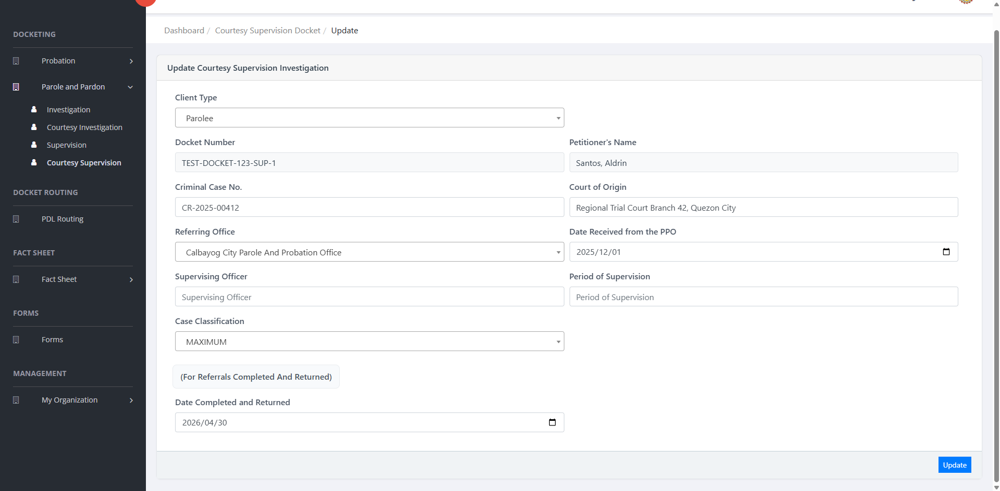 DOCKETING
Probation
Parole and Pardon
Investigation
Courtesy Investigation
Supervision
Courtesy Supervision
DOCKET ROUTING
PDL Routing
FACT SHEET
Fact Sheet
FORMS
Forms
MANAGEMENT
My Organization
Dashboard / Courtesy Supervision Docket / Update
Update Courtesy Supervision Investigation
Client Type
Parolee
Docket Number
TEST-DOCKET-123-SUP-1
Petitioner's Name
Santos, Aldrin
Criminal Case No.
CR-2025-00412
Court of Origin
Regional Trial Court Branch 42, Quezon City
Referring Office
Calbayog City Parole And Probation Office
Date Received from the PPO
2025/12/01
Supervising Officer
Supervising Officer
Period of Supervision
Period of Supervision
Case Classification
MAXIMUM
(For Referrals Completed And Returned)
Date Completed and Returned
2026/04/30
Update